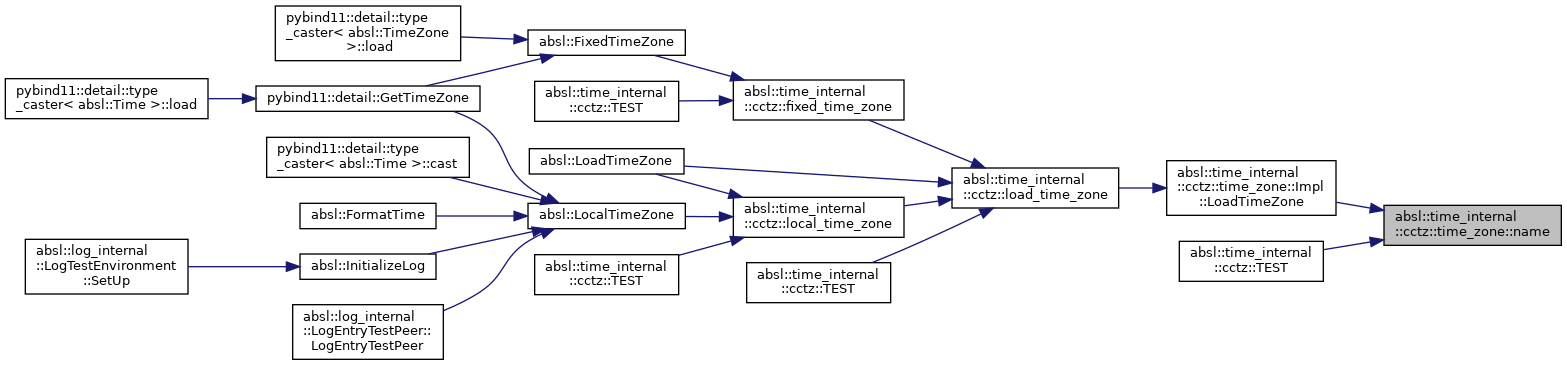 pybind11::detail::type
_caster< absl::TimeZone
>::load
absl::FixedTimeZone
pybind11::detail::type
_caster< absl::Time >::load
pybind11::detail::GetTimeZone
absl::time_internal
::cctz::TEST
absl::time_internal
::cctz::fixed_time_zone
pybind11::detail::type
_caster< absl::Time >::cast
absl::LoadTimeZone
absl::time_internal
::cctz::load_time_zone
absl::time_internal
::cctz::time_zone::Impl
::LoadTimeZone
absl::FormatTime
absl::LocalTimeZone
absl::time_internal
::cctz::local_time_zone
absl::time_internal
::cctz::time_zone::name
absl::log_internal
::LogTestEnvironment
::SetUp
absl::InitializeLog
absl::time_internal
::cctz::TEST
absl::time_internal
::cctz::TEST
absl::time_internal
::cctz::TEST
absl::log_internal
::LogEntryTestPeer::
LogEntryTestPeer